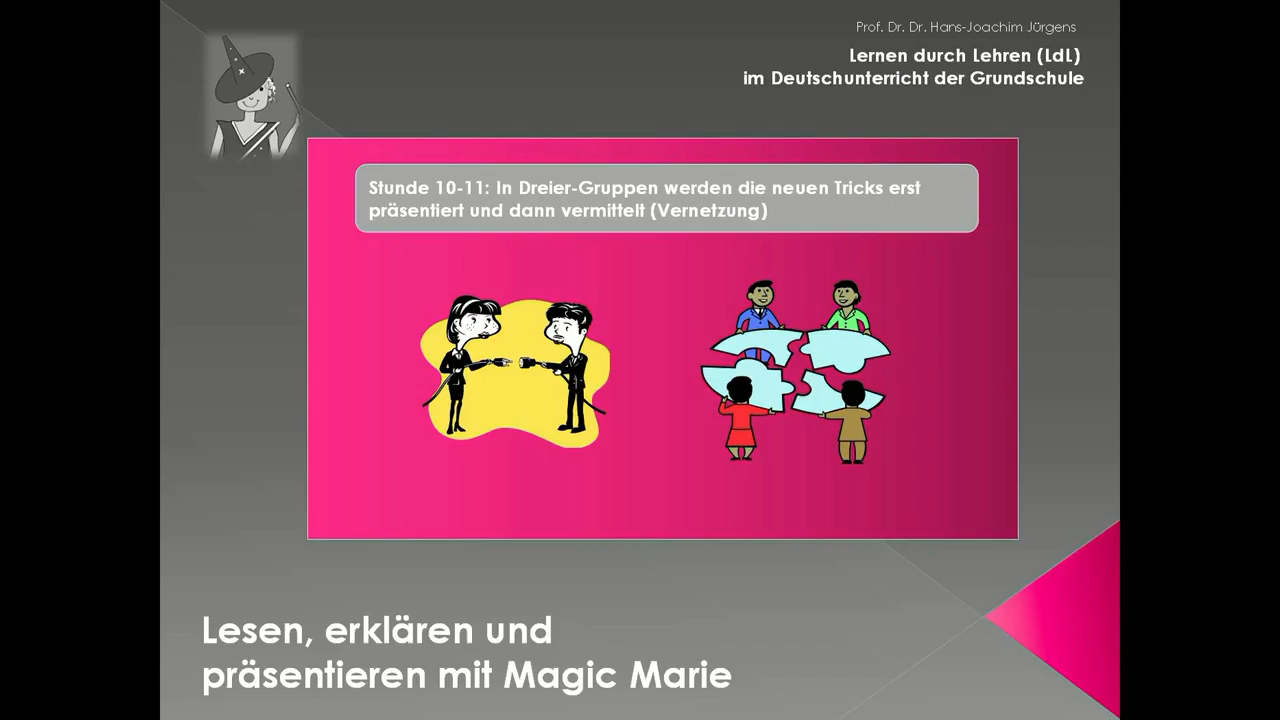 Prof. Dr. Dr. Hans-Joachim Jürgens
Lernen durch Lehren (LdL)
im Deutschunterricht der Grundschule
Stunde 10-11: In Dreier-Gruppen werden die neuen Tricks erst
präsentiert und dann vermittelt (Vernetzung)
Lesen, erklären und
präsentieren mit Magic Marie